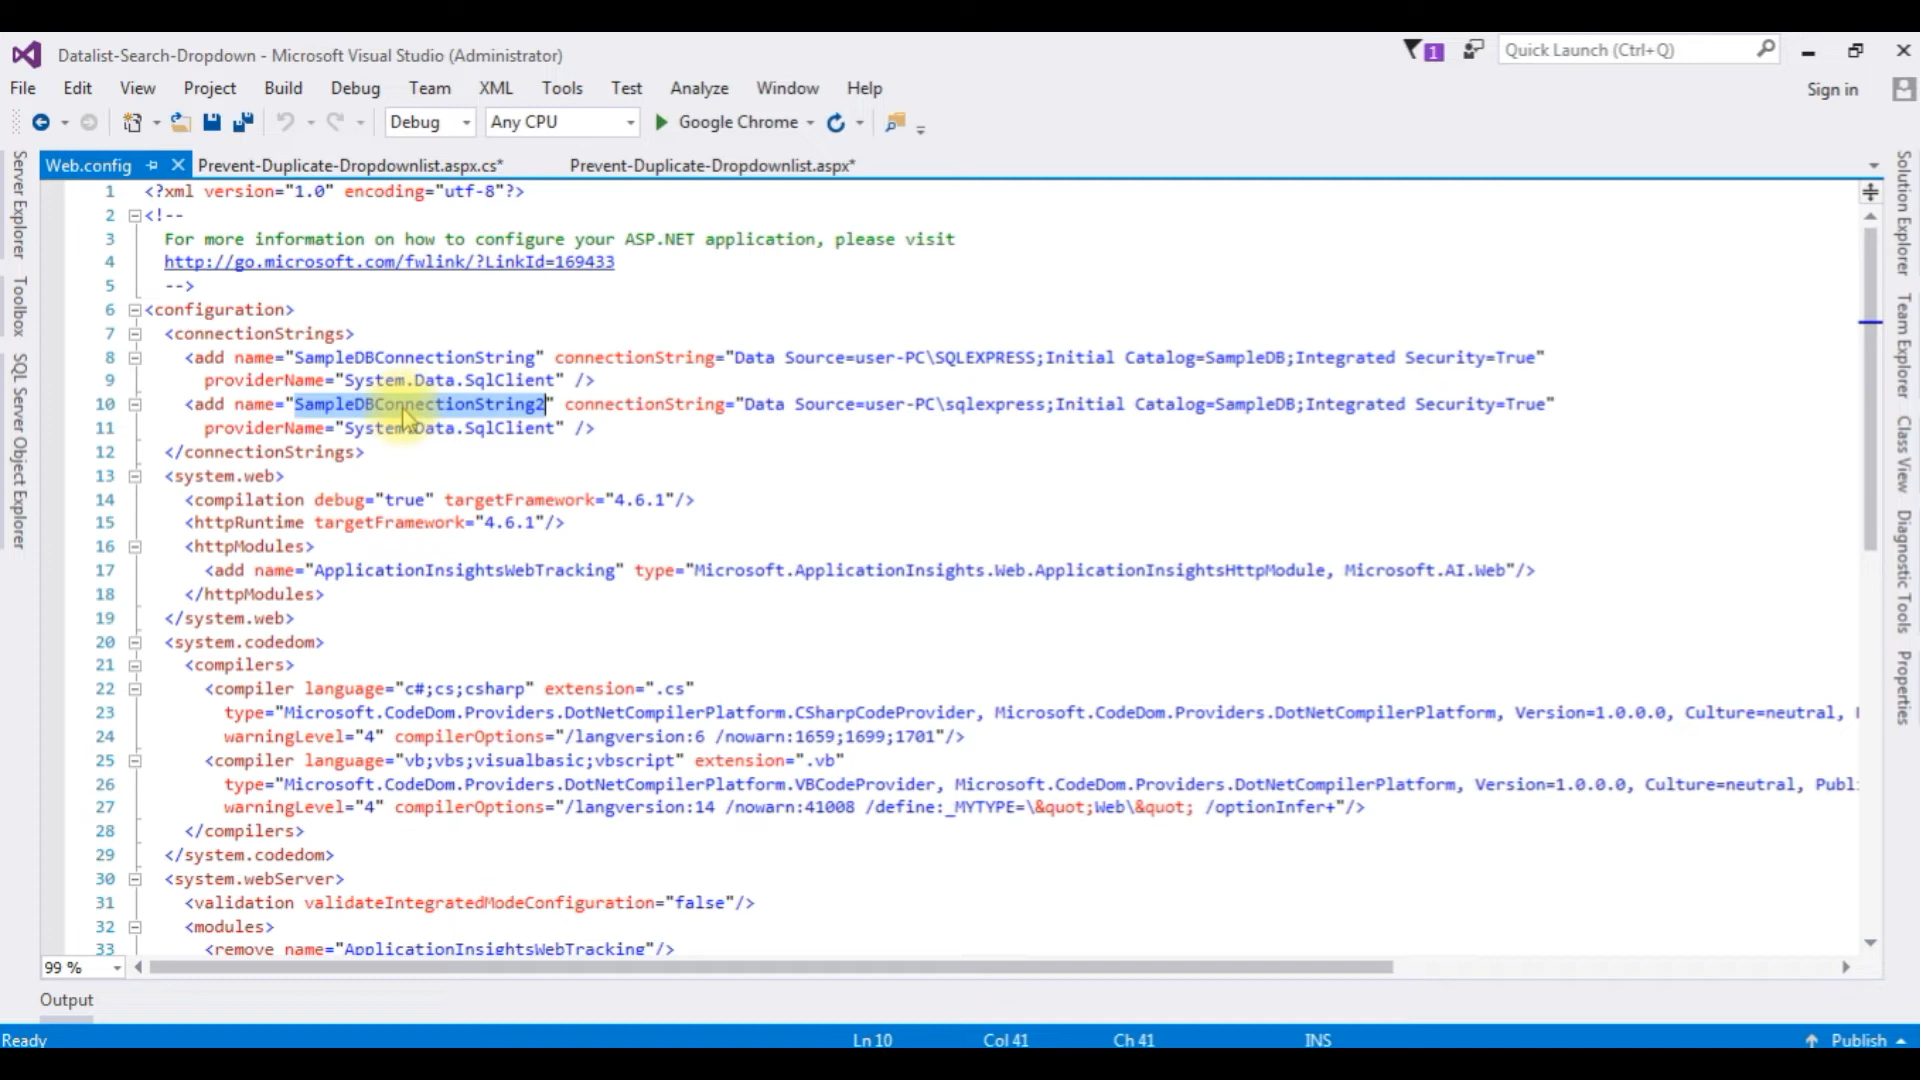 Datalist-Search-Dropdown - Microsoft Visual Studio (Administrator)
1
Quick Launch (Ctrl+Q)
File Edit View Project Build Debug Team XML Tools Test Analyze Window Help
Sign in
Debug Any CPU Google Chrome
Web.config Prevent-Duplicate-Dropdownlist.aspx.cs* Prevent-Duplicate-Dropdownlist.aspx*
1 <?xml version="1.0" encoding="utf-8"?>
2 <!--
3 For more information on how to configure your ASP.NET application, please visit
4 http://go.microsoft.com/fwlink/?LinkId=169433
5 -->
6 <configuration>
7 <connectionStrings>
8 <add name="SampleDBConnectionString" connectionString="Data Source=user-PC\SQLEXPRESS;Initial Catalog=SampleDB;Integrated Security=True"
9 providerName="System.Data.SqlClient" />
10 <add name="SampleDBConnectionString2" connectionString="Data Source=user-PC\sqlexpress;Initial Catalog=SampleDB;Integrated Security=True"
11 providerName="System.Data.SqlClient" />
12 </connectionStrings>
13 <system.web>
14 <compilation debug="true" targetFramework="4.6.1"/>
15 <httpRuntime targetFramework="4.6.1"/>
16 <httpModules>
17 <add name="ApplicationInsightsWebTracking" type="Microsoft.ApplicationInsights.Web.ApplicationInsightsHttpModule, Microsoft.AI.Web"/>
18 </httpModules>
19 </system.web>
20 <system.codedom>
21 <compilers>
22 <compiler language="c#;cs;csharp" extension=".cs"
23 type="Microsoft.CodeDom.Providers.DotNetCompilerPlatform.CSharpCodeProvider, Microsoft.CodeDom.Providers.DotNetCompilerPlatform, Version=1.0.0.0, Culture=neutral,
24 warningLevel="4" compilerOptions="/langversion:6 /nowarn:1659;1699;1701"/>
25 <compiler language="vb;vbs;visualbasic;vbscript" extension=".vb"
26 type="Microsoft.CodeDom.Providers.DotNetCompilerPlatform.VBCodeProvider, Microsoft.CodeDom.Providers.DotNetCompilerPlatform, Version=1.0.0.0, Culture=neutral, Publ
27 warningLevel="4" compilerOptions="/langversion:14 /nowarn:41008 /define:_MYTYPE=\&quot;Web\&quot; /optionInfer+"/>
28 </compilers>
29 </system.codedom>
30 <system.webServer>
31 <validation validateIntegratedModeConfiguration="false"/>
32 <modules>
33 <remove name="ApplicationInsightsWebTracking"/>
99 %
Server Explorer
Toolbox
SQL Server Object Explorer
Solution Explorer
Team Explorer
Class View
Diagnostic Tools
Properties
Output
Ready Ln 10 Col 41 Ch 41 INS Publish